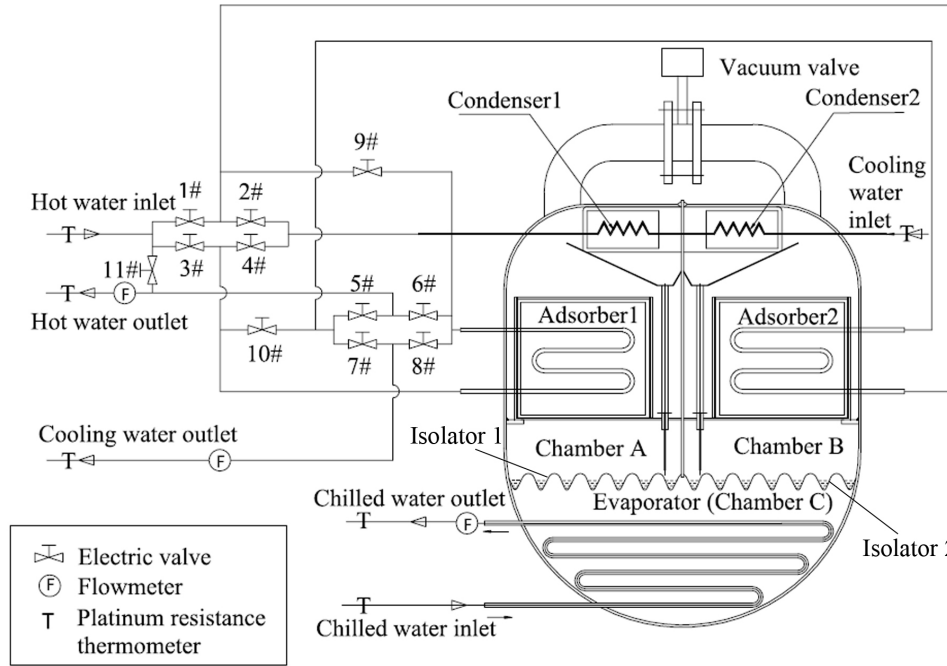 Vacuum valve
Condenser1
Condenser2
9#
Cooling
water
inlet
T
1#
2#
Hot water inlet
T
3#
4#
11#
T
F
5#
6#
Hot water outlet
Adsorber1
Adsorber2
10#
7#
8#
Cooling water outlet
T
F
Isolator 1
Chamber A
Chamber B
Chilled water outlet
Evaporator (Chamber C)
T
F
Isolator 2
Electric valve
F Flowmeter
T Platinum resistance
thermometer
T
Chilled water inlet